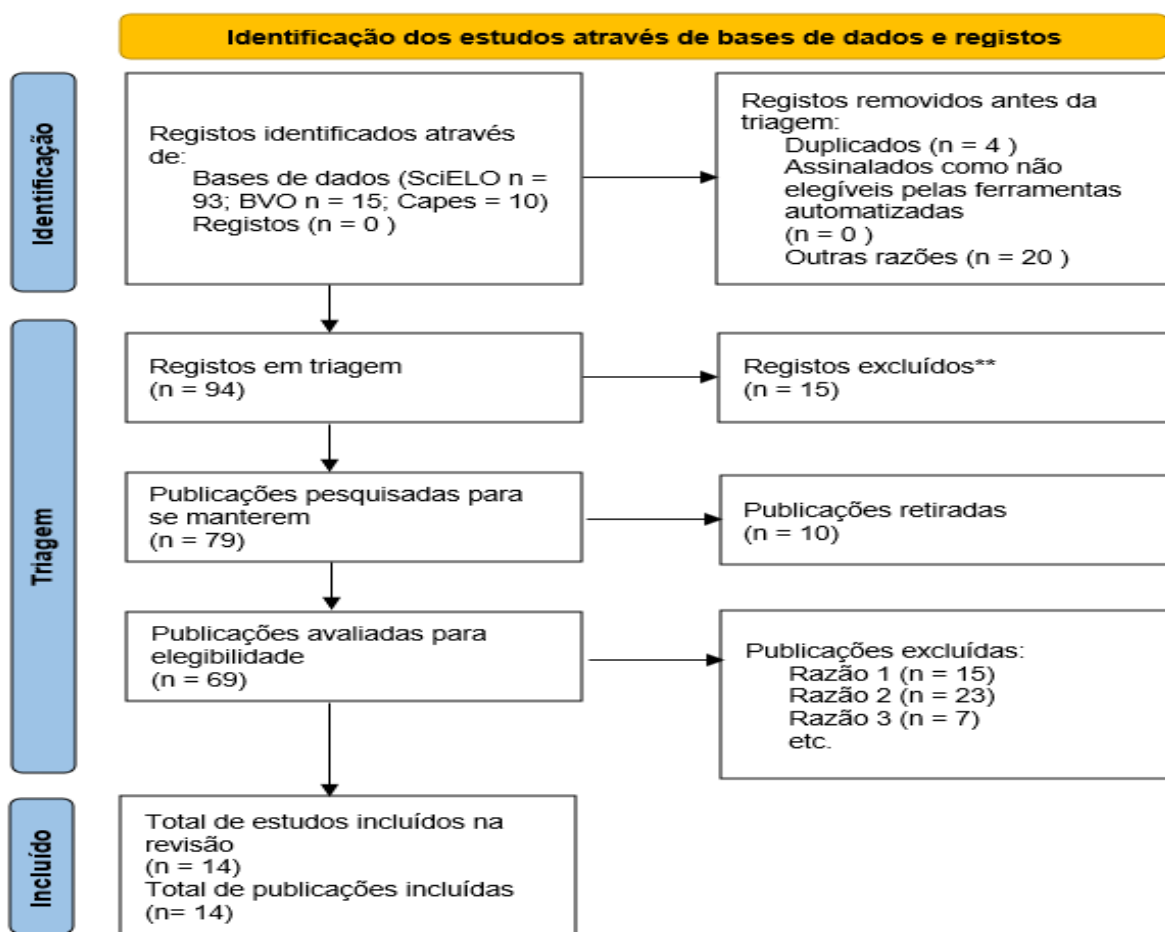 Identificação dos estudos através de bases de dados e registos
Identificação
Registos identificados através
de:
Bases de dados (SciELO n =
93; BVO n = 15; Capes = 10)
Registos (n = 0 )
Registos removidos antes da
triagem:
Duplicados (n = 4 )
Assinalados como não
elegíveis pelas ferramentas
automatizadas
(n = 0 )
Outras razões (n = 20 )
Triagem
Registos em triagem
(n = 94)
Registos excluídos**
(n = 15)
Publicações pesquisadas para
se manterem
(n = 79)
Publicações retiradas
(n = 10)
Publicações avaliadas para
elegibilidade
(n = 69)
Publicações excluídas:
Razão 1 (n = 15)
Razão 2 (n = 23)
Razão 3 (n = 7)
etc.
Incluído
Total de estudos incluídos na
revisão
(n = 14)
Total de publicações incluídas
(n= 14)